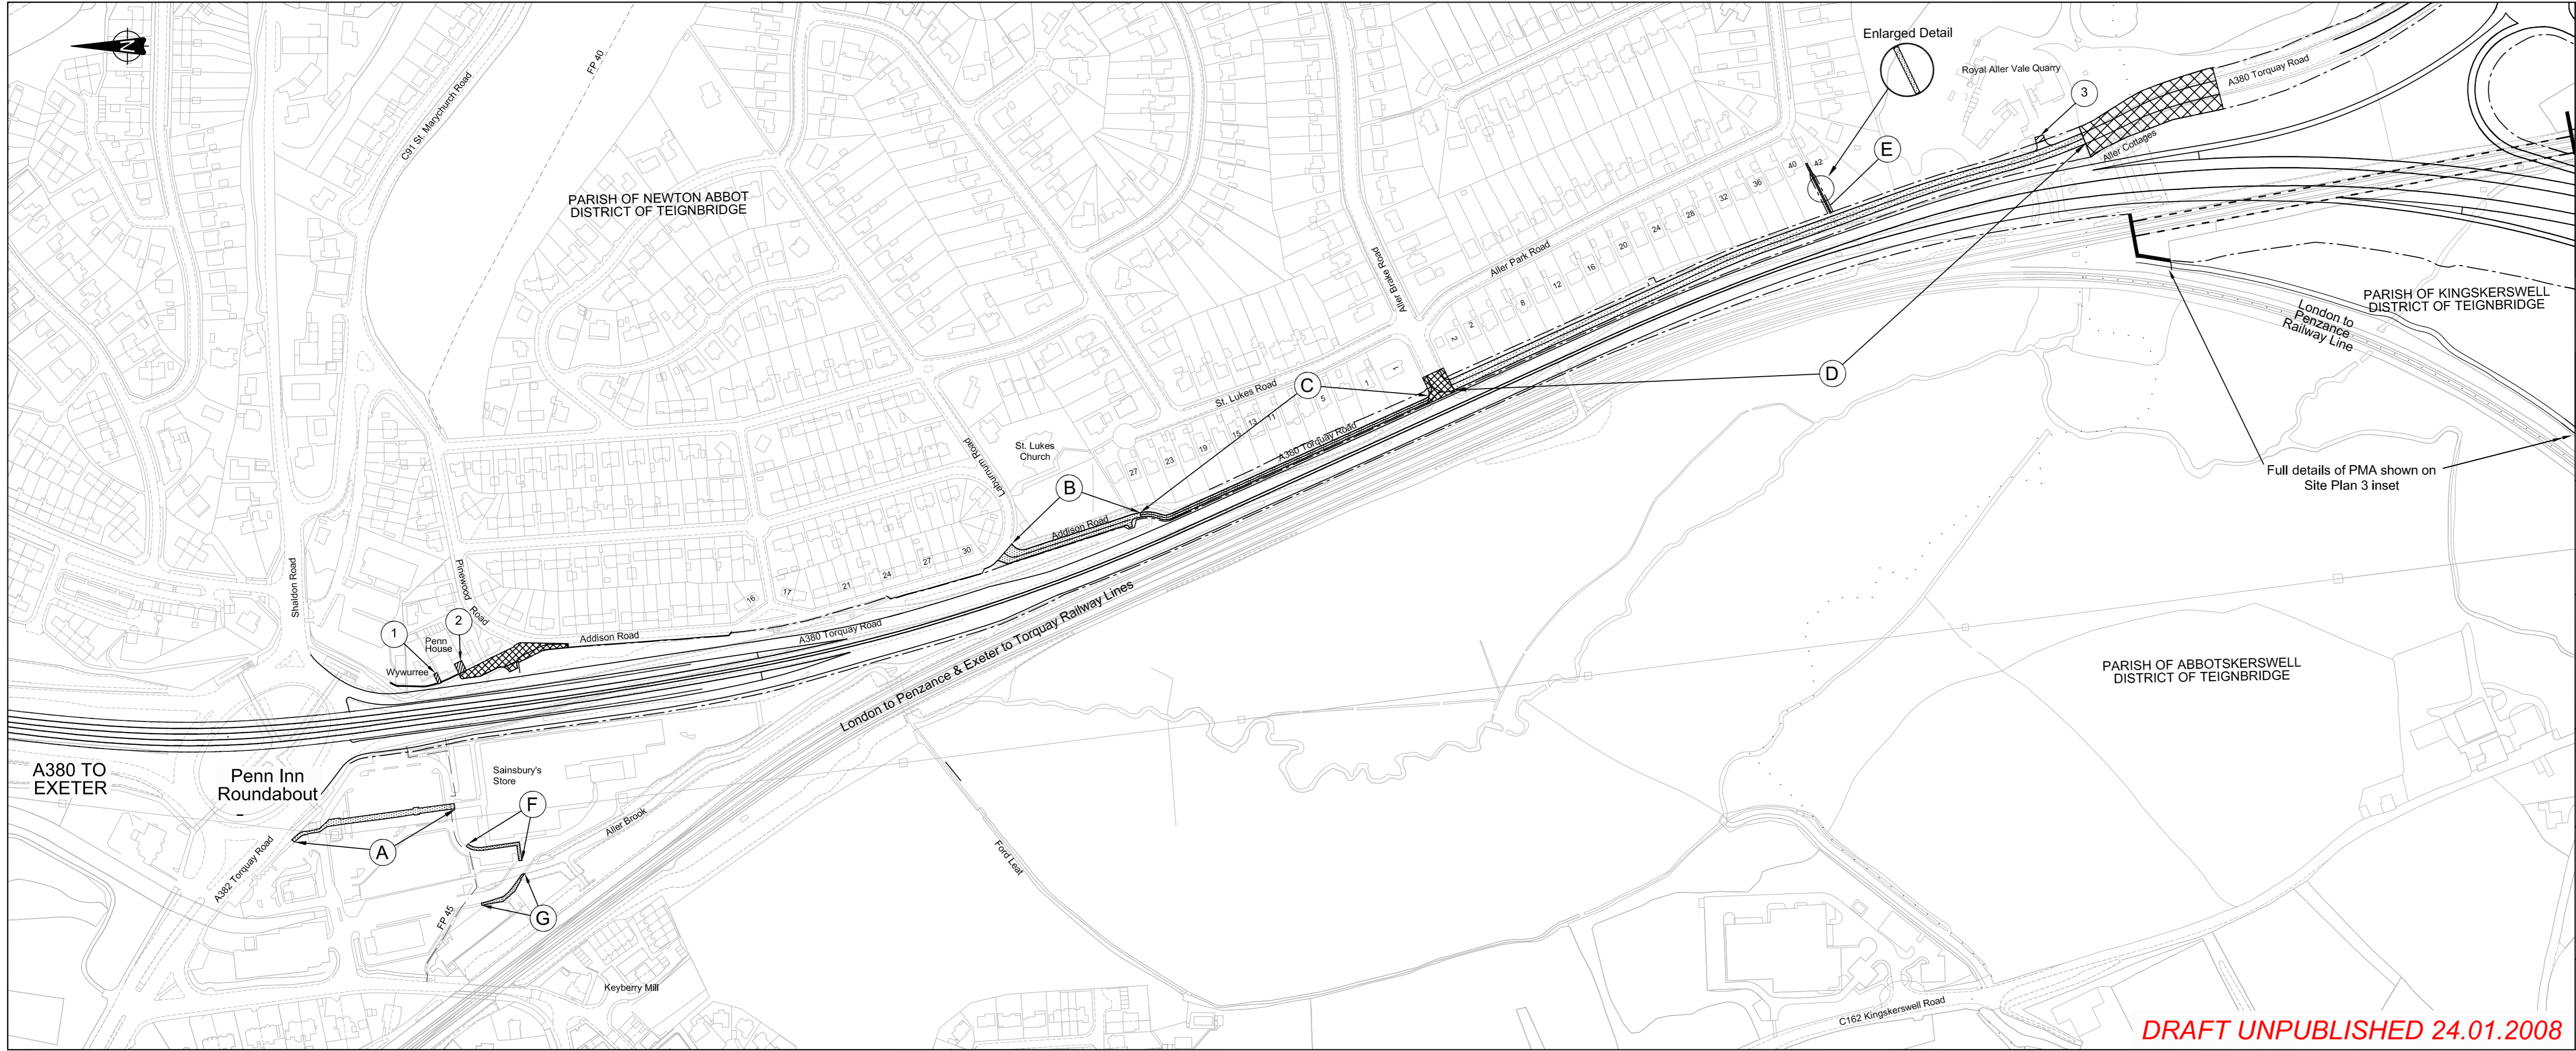 N
FP 40
C91 St. Marychurch Road
Enlarged Detail
Royal Aller Vale Quarry
3
A380 Torquay Road
Aller Cottages
E
40
42
36
32
28
24
20
16
12
8
2
2
Aller Park Road
Aller Brake Road
PARISH OF NEWTON ABBOT
DISTRICT OF TEIGNBRIDGE
PARISH OF KINGSKERSWELL
DISTRICT OF TEIGNBRIDGE
London to
Penzance
Railway Line
D
C
St. Lukes Road
1
1
5
11
13
15
19
23
27
A380 Torquay Road
St. Lukes
Church
Laburnum Road
B
Addison Road
Full details of PMA shown on
Site Plan 3 inset
30
27
24
21
17
16
Shaldon Road
Pinewood
Road
1
2
Penn
House
Wywurree
Addison Road
A380 Torquay Road
London to Penzance & Exeter to Torquay Railway Lines
PARISH OF ABBOTSKERSWELL
DISTRICT OF TEIGNBRIDGE
A380 TO
EXETER
Penn Inn
Roundabout
Sainsbury's
Store
F
Aller Brook
A
A382 Torquay Road
G
FP 45
Ford Leat
Keyberry Mill
C162 Kingskerswell Road
DRAFT UNPUBLISHED 24.01.2008